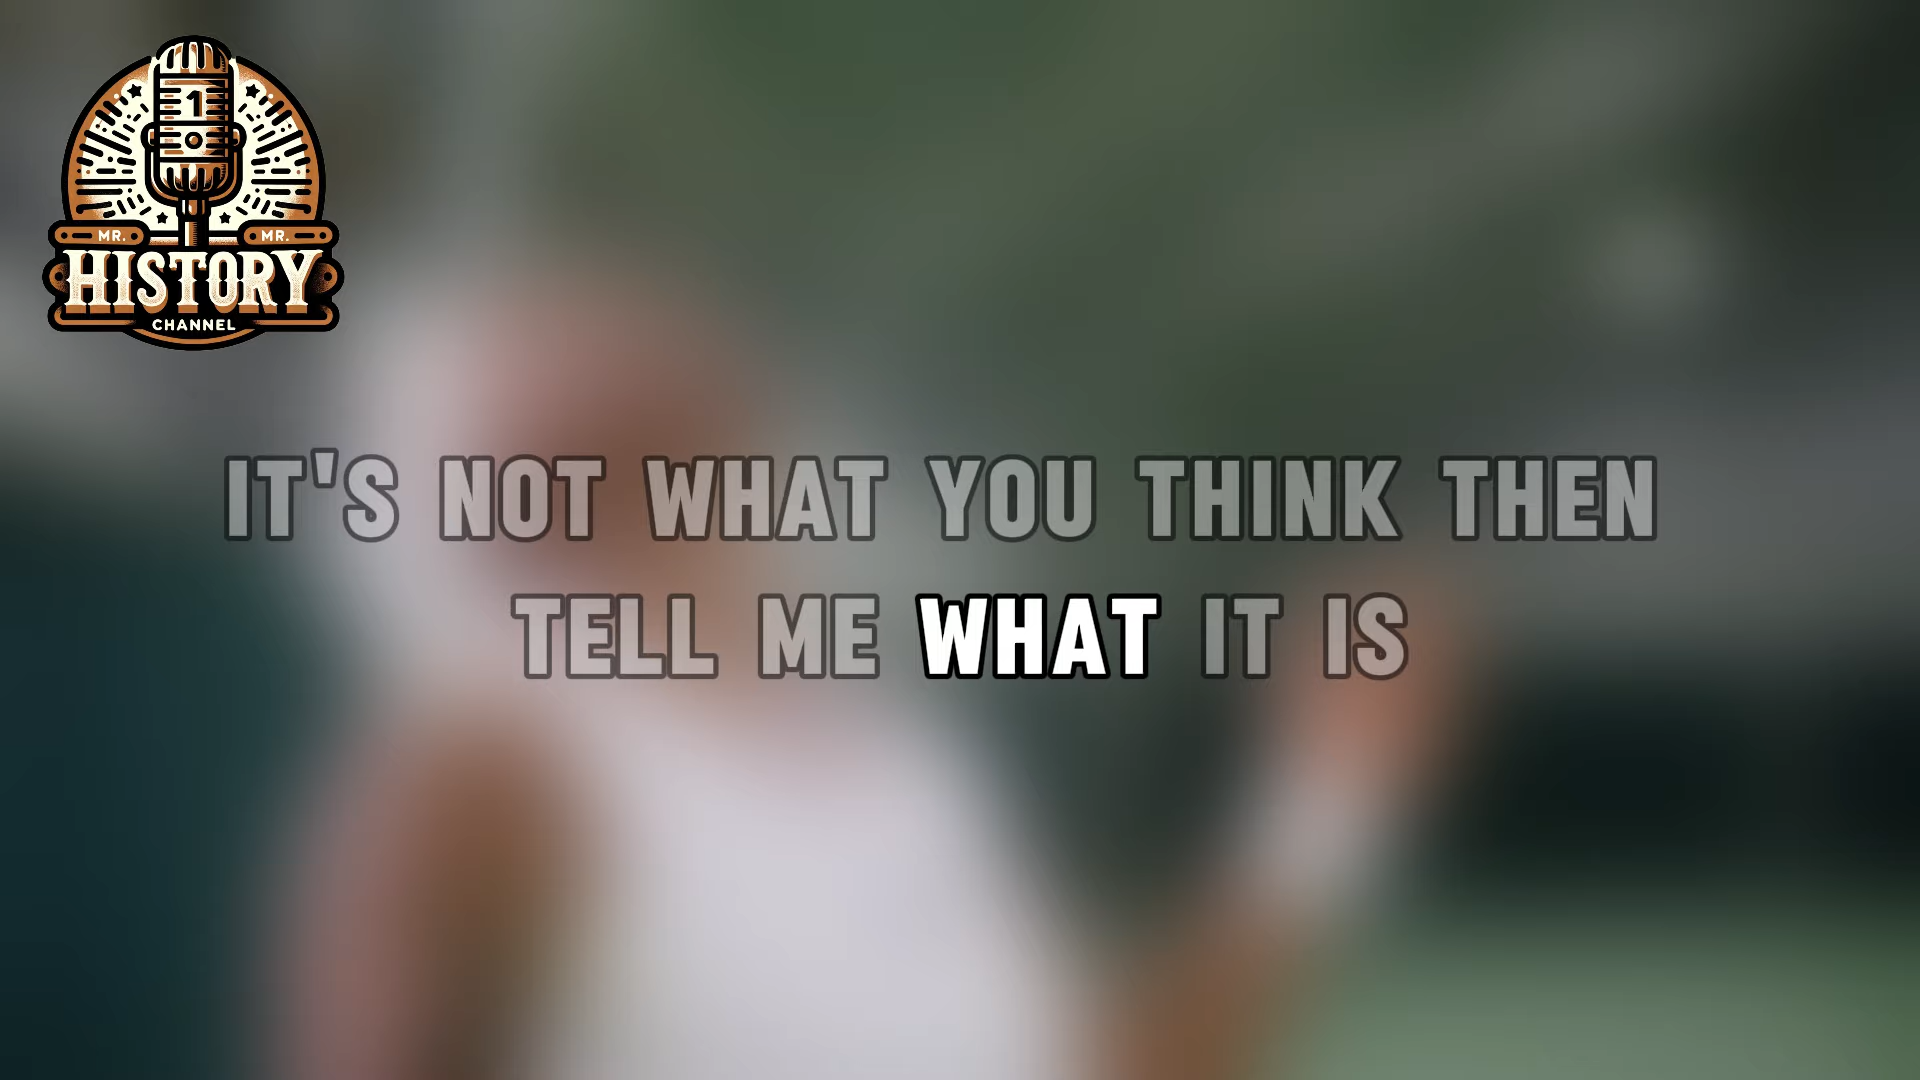 1
MR. MR.
HISTORY
CHANNEL
IT'S NOT WHAT YOU THINK THEN
TELL ME WHAT IT IS